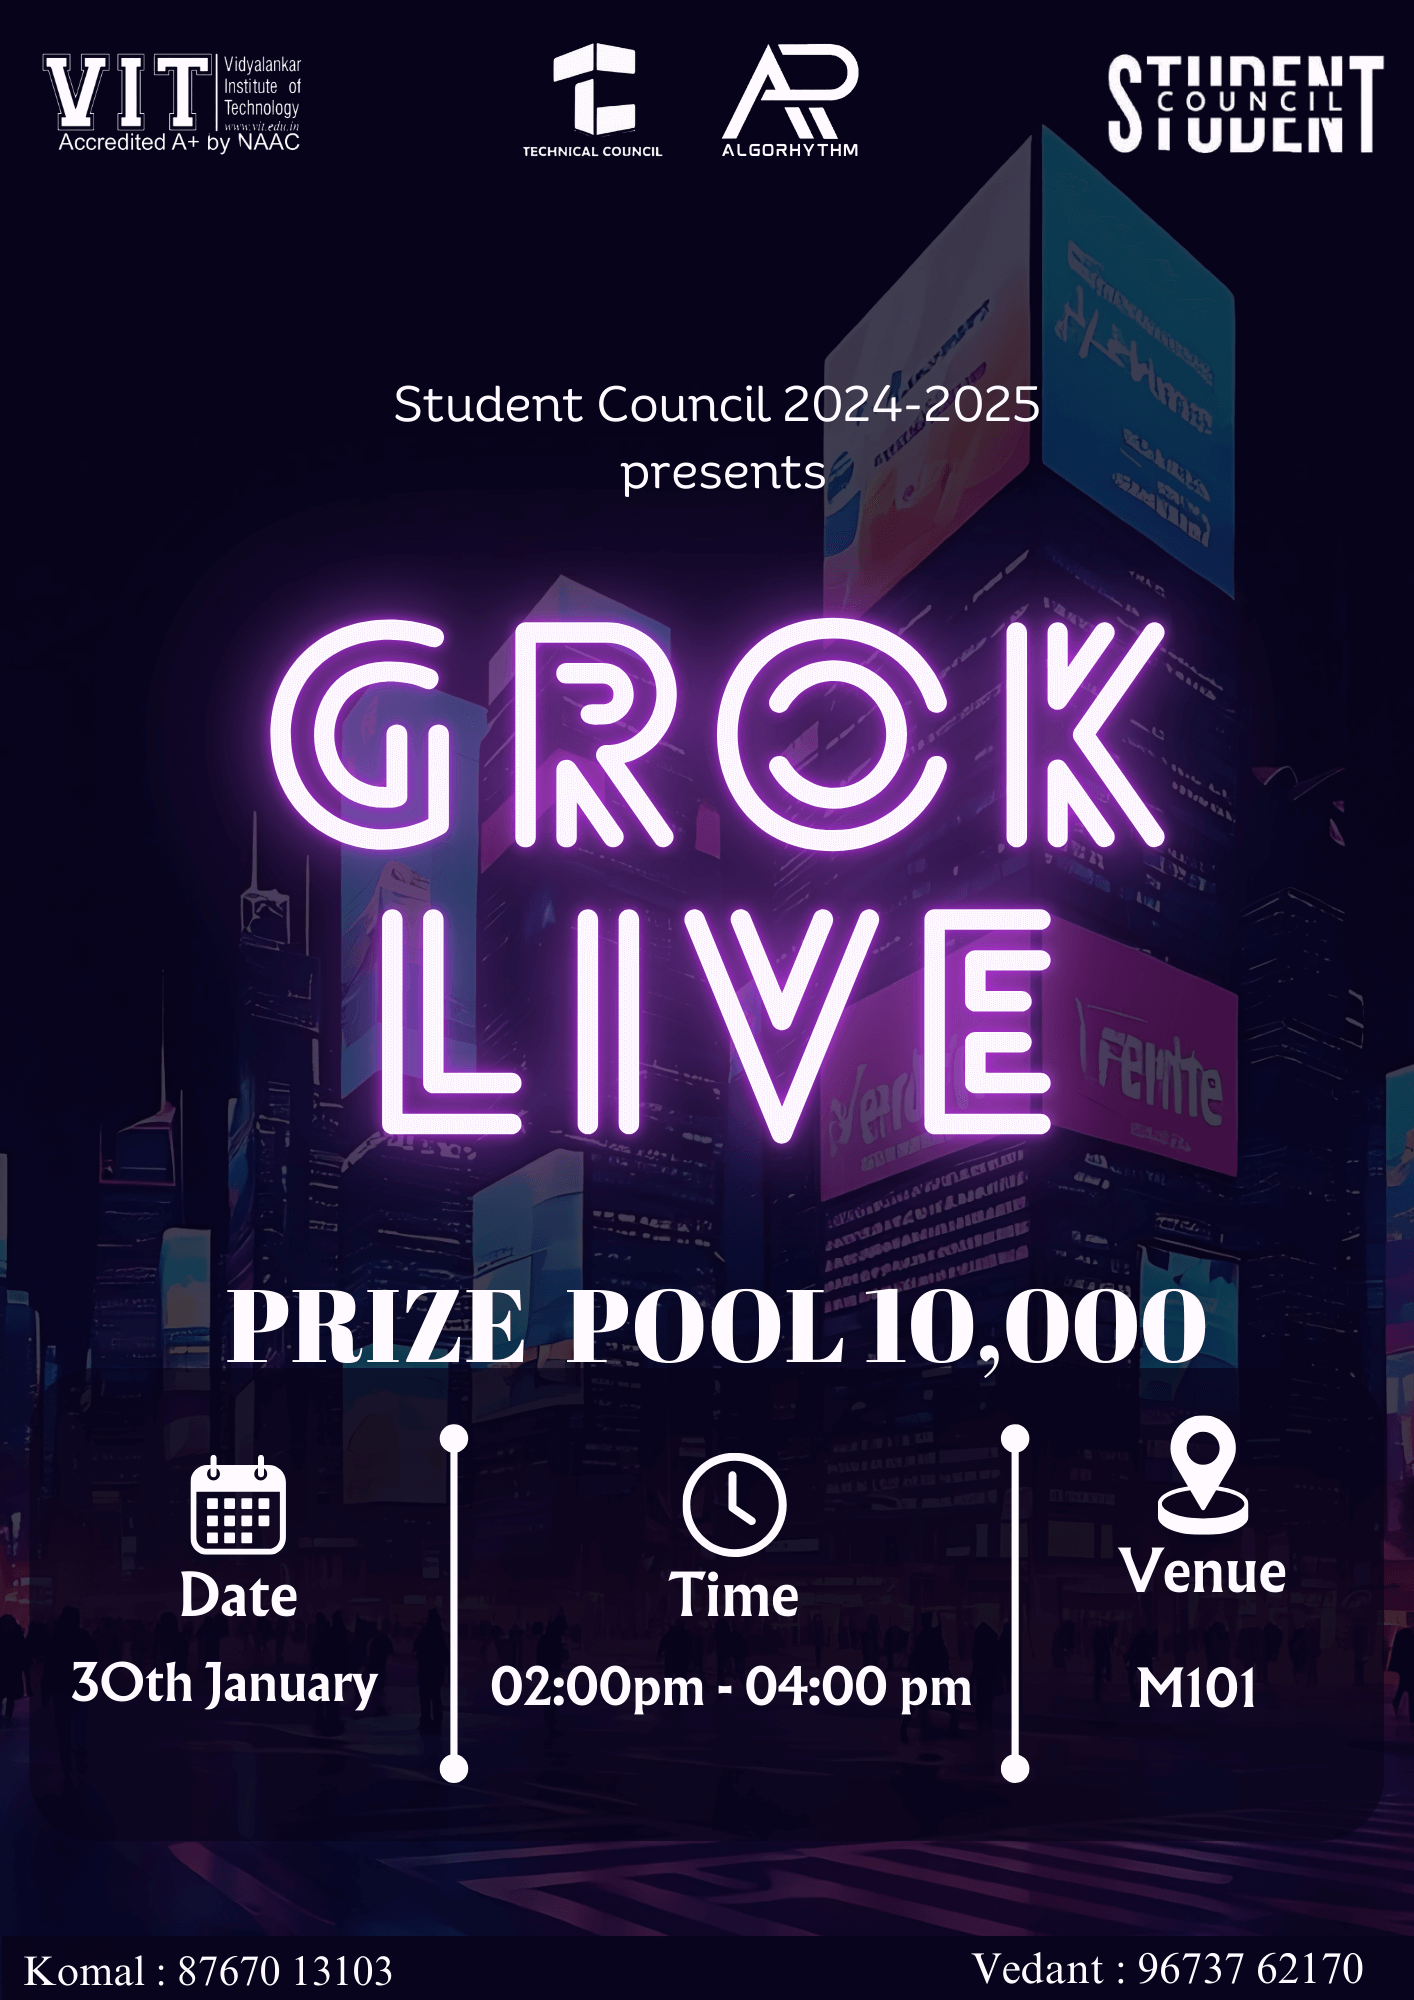 VIT
Vidyalankar
Institute of
Technology
www.vit.edu.in
Accredited A+ by NAAC
TECHNICAL COUNCIL
ALGORHYTHM
STUDENT
COUNCIL
Student Council 2024-2025
presents
GROK
LIVE
PRIZE POOL 10,000
Date
Time
Venue
30th January
02:00pm - 04:00 pm
M101
Komal : 87670 13103
Vedant : 96737 62170